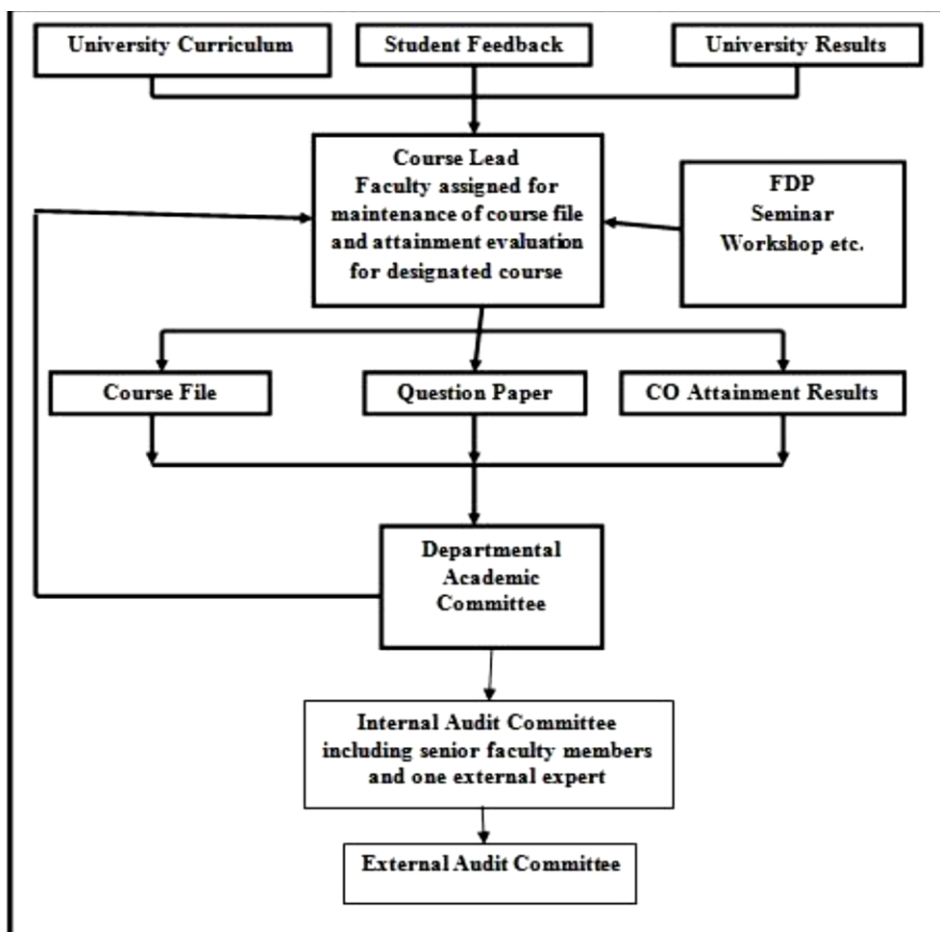 University Curriculum
Student Feedback
University Results
Course Lead
Faculty assigned for
maintenance of course file
and attainment evaluation
for designated course
FDP
Seminar
Workshop etc.
Course File
Question Paper
CO Attainment Results
Departmental
Academic
Committee
Internal Audit Committee
including senior faculty members
and one external expert
External Audit Committee